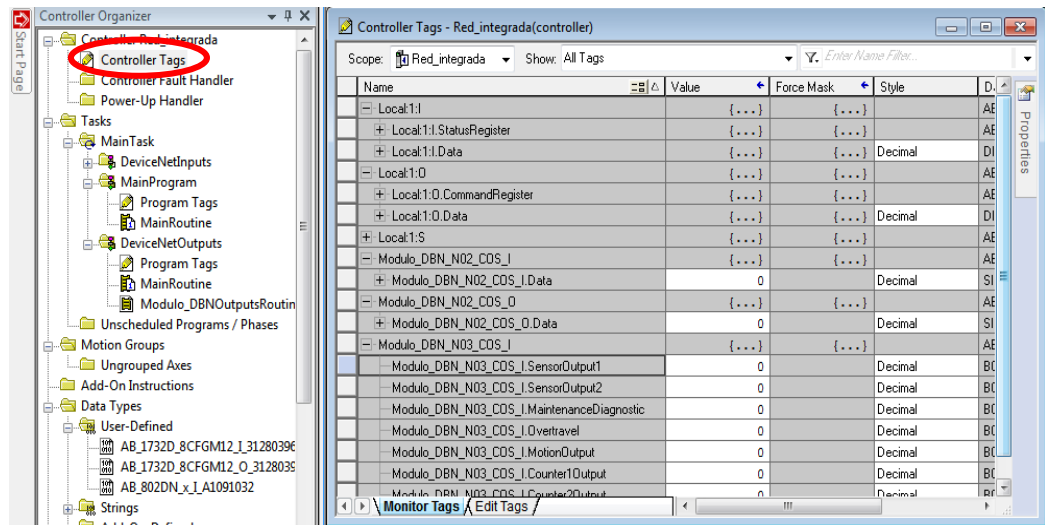 Start Page
Controller Organizer
Controller Red_integrada
Controller Tags
Controller Fault Handler
Power-Up Handler
Tasks
MainTask
DeviceNetInputs
MainProgram
Program Tags
MainRoutine
DeviceNetOutputs
Program Tags
MainRoutine
Modulo_DBNOutputsRoutin
Unscheduled Programs / Phases
Motion Groups
Ungrouped Axes
Add-On Instructions
Data Types
User-Defined
AB_1732D_8CFGM12_I_31280396
AB_1732D_8CFGM12_O_3128039
AB_802DN_x_I_A1091032
Strings
Controller Tags - Red_integrada(controller)
Scope: Red_integrada Show: All Tags Enter Name Filter...
Name Value Force Mask Style D
Local:1:I {...} {...} AE
Local:1:I.StatusRegister {...} {...} AE
Local:1:I.Data {...} {...} Decimal DI
Local:1:O {...} {...} AE
Local:1:O.CommandRegister {...} {...} AE
Local:1:O.Data {...} {...} Decimal DI
Local:1:S {...} {...} AE
Modulo_DBN_N02_COS_I {...} {...} AE
Modulo_DBN_N02_COS_I.Data 0 Decimal SI
Modulo_DBN_N02_COS_O {...} {...} AE
Modulo_DBN_N02_COS_O.Data 0 Decimal SI
Modulo_DBN_N03_COS_I {...} {...} AE
Modulo_DBN_N03_COS_I.SensorOutput1 0 Decimal BC
Modulo_DBN_N03_COS_I.SensorOutput2 0 Decimal BC
Modulo_DBN_N03_COS_I.MaintenanceDiagnostic 0 Decimal BC
Modulo_DBN_N03_COS_I.Overtravel 0 Decimal BC
Modulo_DBN_N03_COS_I.MotionOutput 0 Decimal BC
Modulo_DBN_N03_COS_I.Counter1Output 0 Decimal BC
Modulo_DBN_N03_COS_I.Counter2Output 0 Decimal
Monitor Tags Edit Tags
Properties